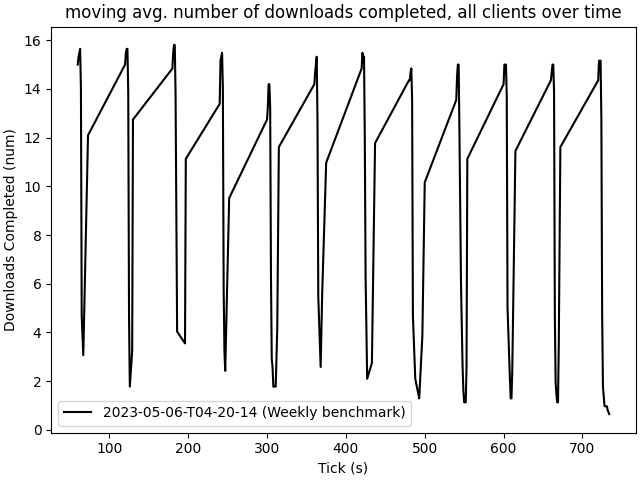 moving avg. number of downloads completed, all clients over time
Downloads Completed (num)
16
14
12
10
8
6
4
2
0
2023-05-06-T04-20-14 (Weekly benchmark)
100 200 300 400 500 600 700
Tick (s)